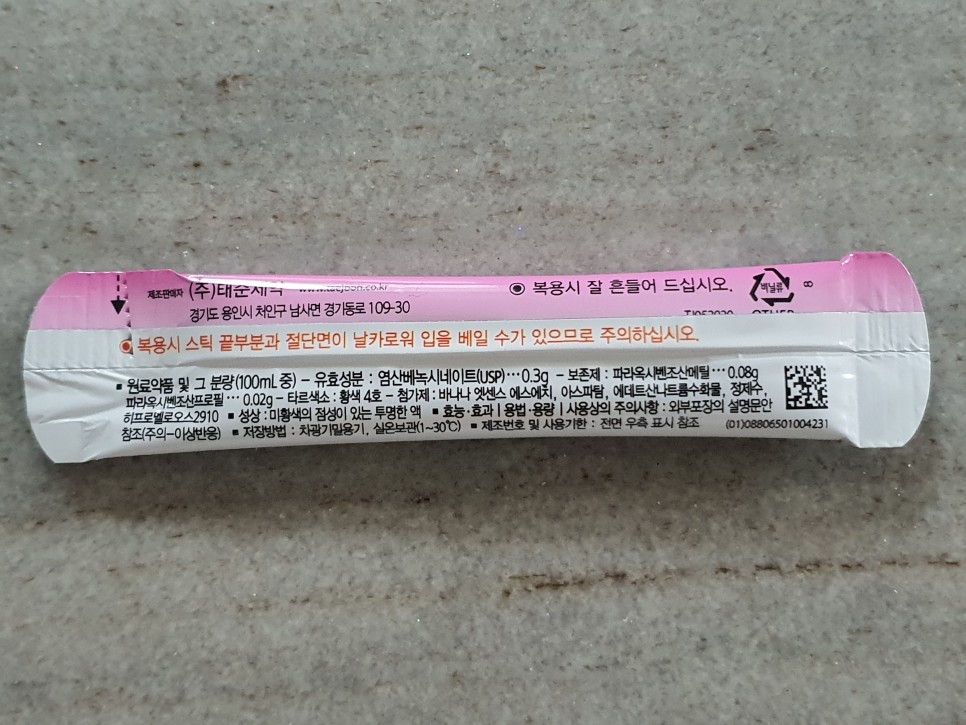 제조판매자 (주)태준제약 www.taejoon.co.kr
◉ 복용시 잘 흔들어 드십시오.
비닐류
OTHER
8
경기도 용인시 처인구 남사면 경기동로 109-30
TJ052020
◉ 복용시 스틱 끝부분과 절단면이 날카로워 입을 베일 수가 있으므로 주의하십시오.
▪ 원료약품 및 그 분량(100mL 중) – 유효성분 : 염산베녹시네이트(USP)…0.3g – 보존제 : 파라옥시벤조산메틸…0.08g
파라옥시벤조산프로필…0.02g – 타르색소 : 황색 4호 – 첨가제 : 바나나 엣센스 에스에치, 아스파탐, 에데트산나트륨수화물, 정제수,
히프로멜로오스2910 ▪ 성상 : 미황색의 점성이 있는 투명한 액 ▪ 효능·효과 | 용법·용량 | 사용상의 주의사항 : 외부포장의 설명문안
참조(주의-이상반응) ▪ 저장방법 : 차광기밀용기, 실온보관(1~30℃) ▪ 제조번호 및 사용기한 : 전면 우측 표시 참조
(01)08806501004231